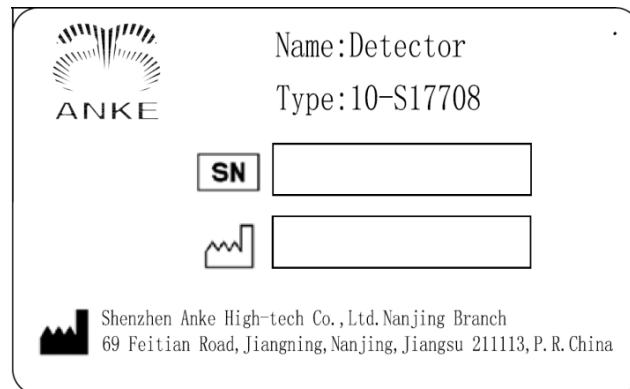 ANKE
Name:Detector
Type:10-S17708
SN
Shenzhen Anke High-tech Co.,Ltd.Nanjing Branch
69 Feitian Road,Jiangning,Nanjing,Jiangsu 211113,P.R.China